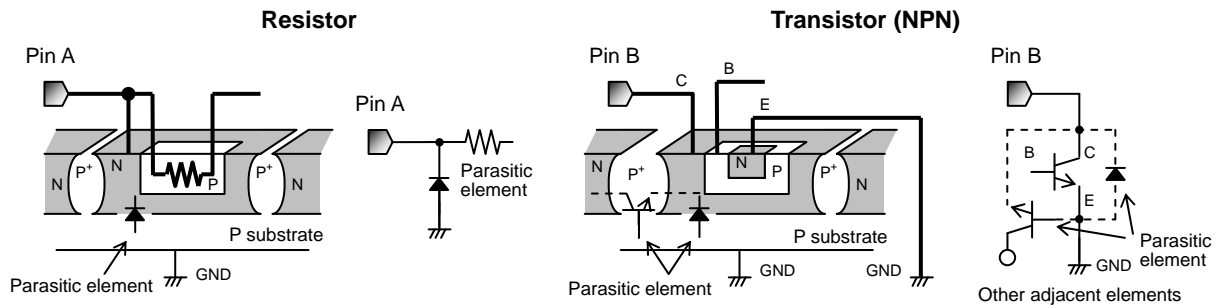 Resistor
Transistor (NPN)
Pin A
Pin A
N
N
P+
P
P+
N
Parasitic element
P substrate
GND
Parasitic element
Pin B
C
B
E
N
P+
N
P
P+
N
P substrate
GND
GND
Parasitic element
Pin B
B
C
E
GND
Parasitic element
Other adjacent elements